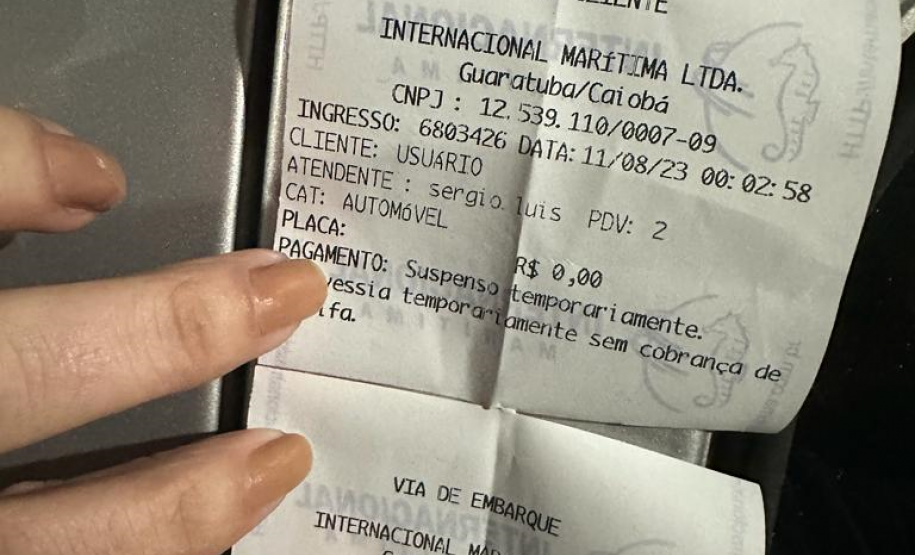 INTERNACIONAL MARíTIMA LTDA.
Guaratuba/Caiobá
CNPJ: 12.539.110/0007-09
INGRESSO: 6803426 DATA: 11/08/23 00:02:58
CLIENTE: USUáRIO
ATENDENTE: sergio.luis PDV: 2
CAT: AUTOMóVEL
PLACA:
R$ 0,00
PAGAMENTO: Suspenso temporariamente.
temporariamente sem cobrança de
VIA DE EMBARQUE
INTERNACIONAL